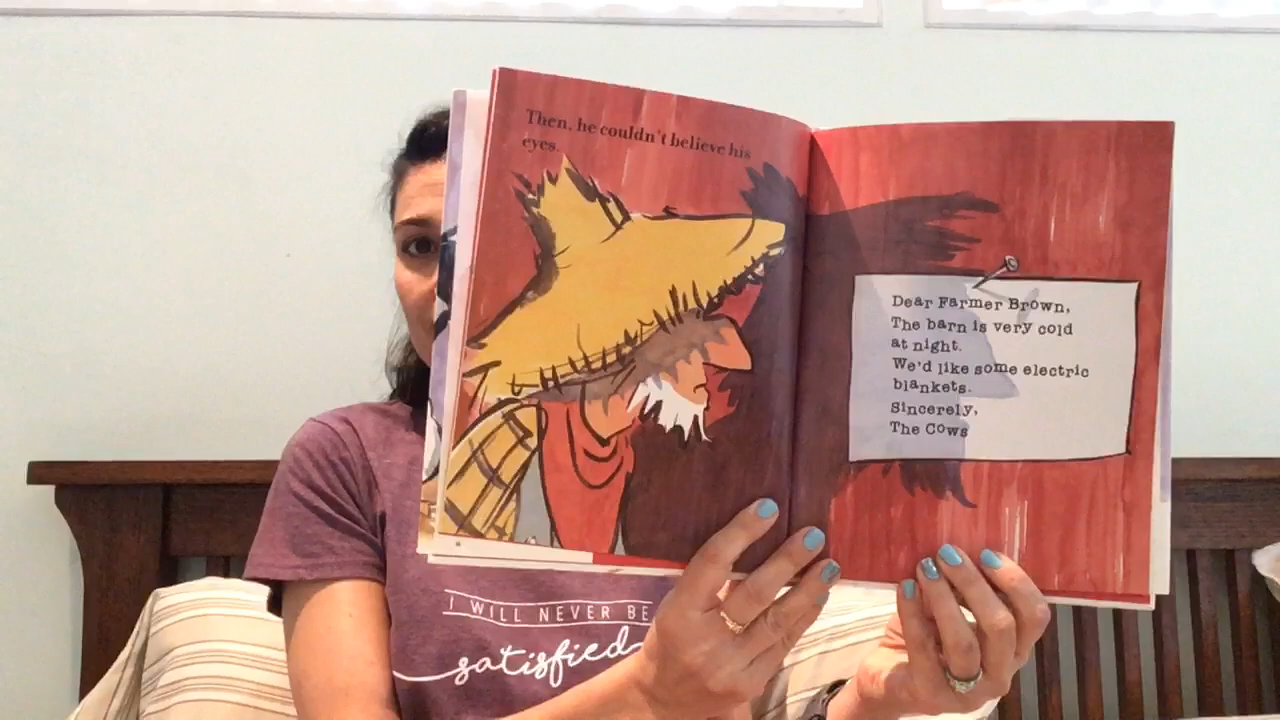 Then, he couldn't believe his
eyes.
Dear Farmer Brown,
The barn is very cold
at night.
We'd like some electric
blankets.
Sincerely,
The Cows
I WILL NEVER BE
satisfied